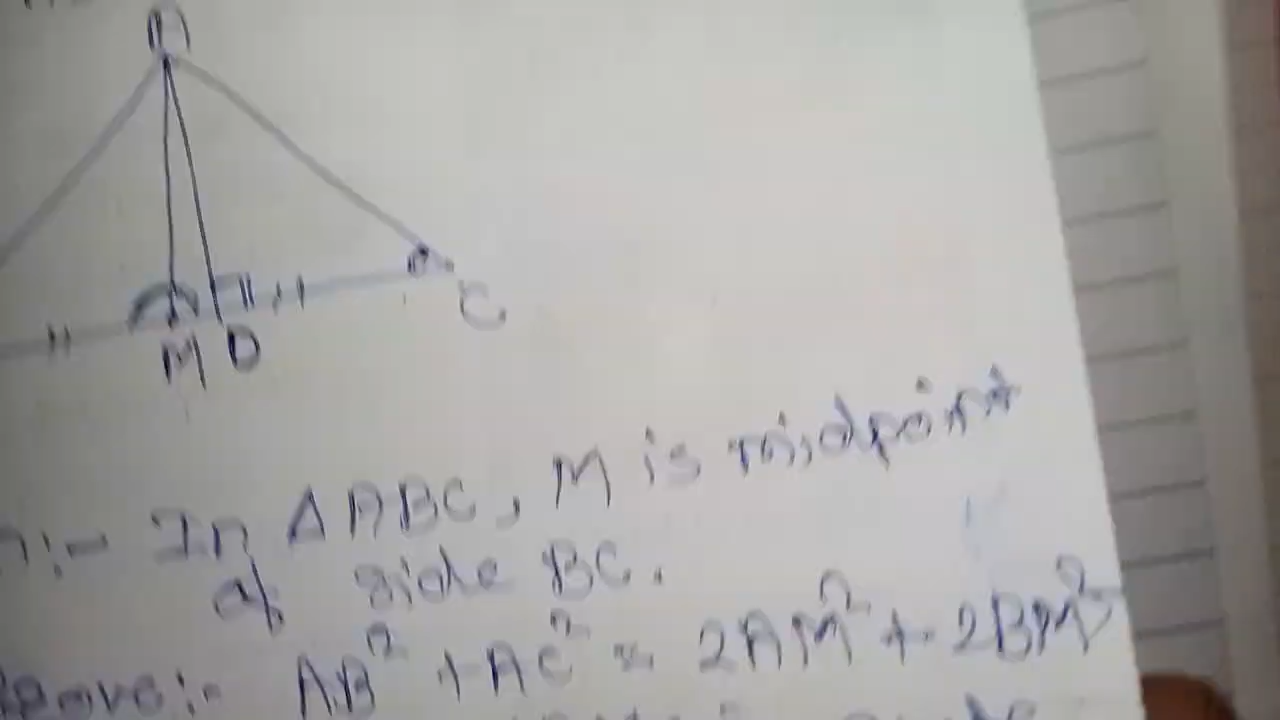 A
C
M D
n:- In ΔABC, M is midpoint
of side BC.
prove:- AB² + AC² = 2AM² + 2BM²